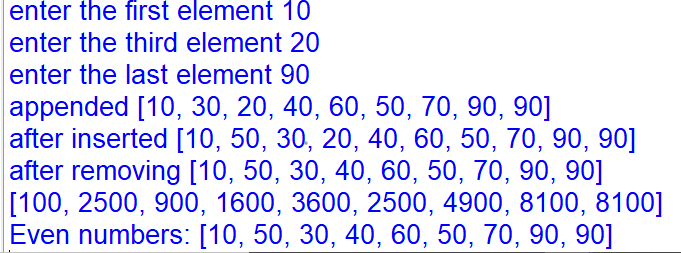 enter the first element 10
enter the third element 20
enter the last element 90
appended [10, 30, 20, 40, 60, 50, 70, 90, 90]
after inserted [10, 50, 30, 20, 40, 60, 50, 70, 90, 90]
after removing [10, 50, 30, 40, 60, 50, 70, 90, 90]
[100, 2500, 900, 1600, 3600, 2500, 4900, 8100, 8100]
Even numbers: [10, 50, 30, 40, 60, 50, 70, 90, 90]